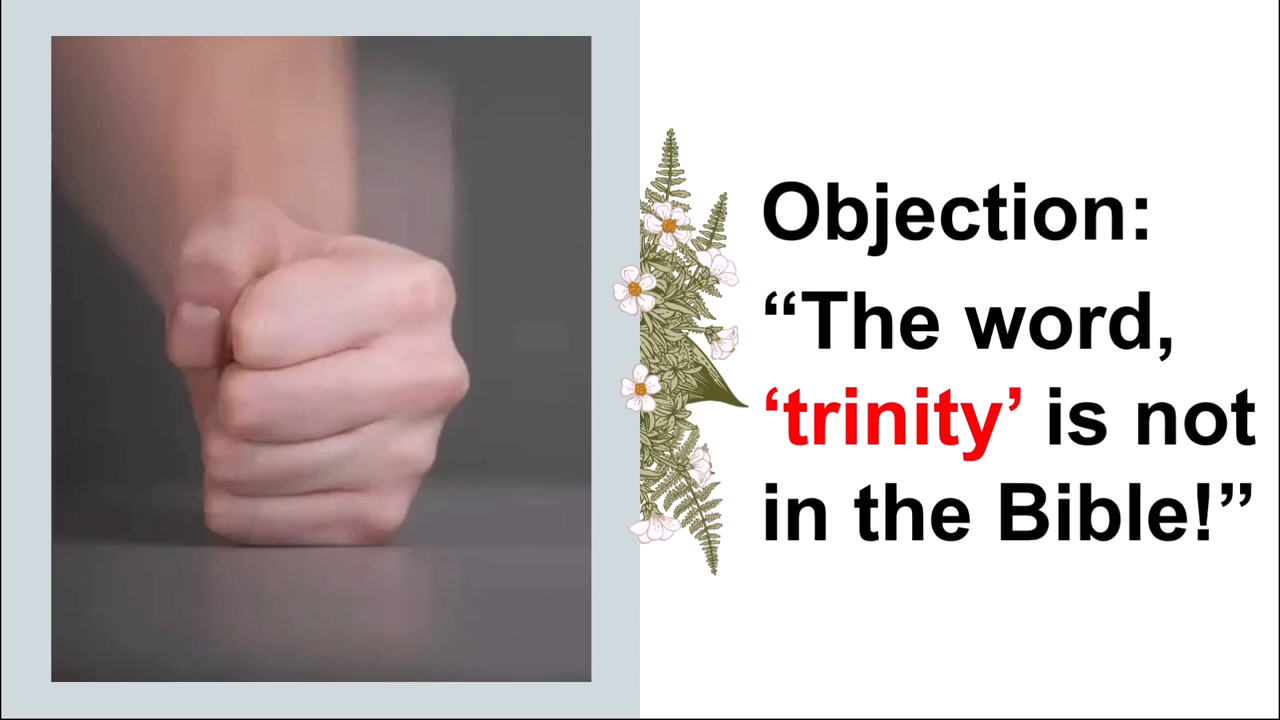 Objection:
“The word,
‘trinity’ is not
in the Bible!”